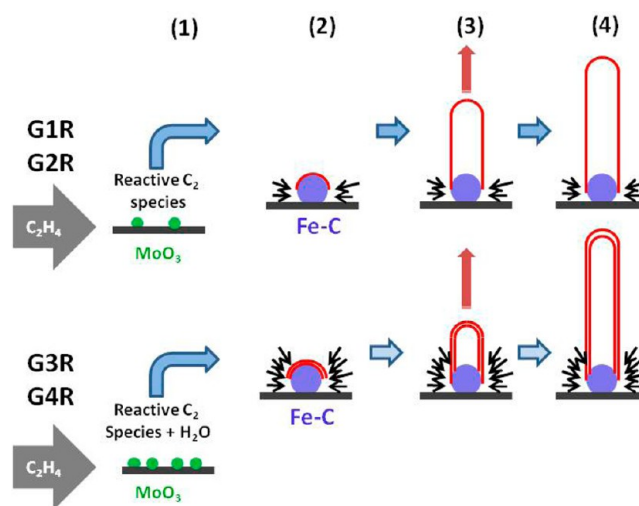 (1) (2) (3) (4)
G1R
G2R
C₂H₄
Reactive C₂
species
MoO₃
Fe-C
G3R
G4R
C₂H₄
Reactive C₂
Species + H₂O
MoO₃
Fe-C